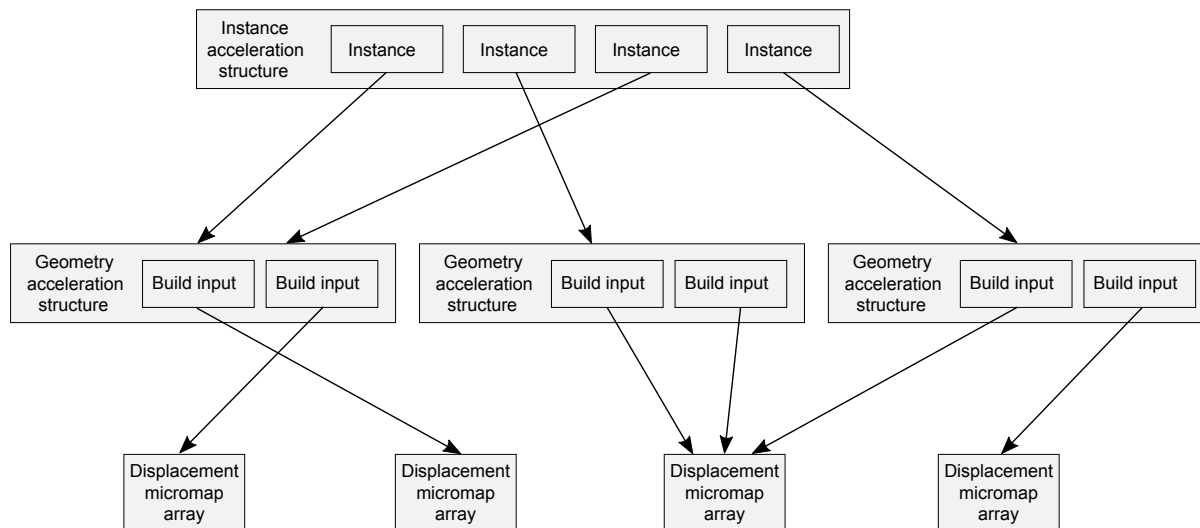 Instance
acceleration
structure
Instance
Instance
Instance
Instance
Geometry
acceleration
structure
Build input
Build input
Geometry
acceleration
structure
Build input
Build input
Geometry
acceleration
structure
Build input
Build input
Displacement
micromap
array
Displacement
micromap
array
Displacement
micromap
array
Displacement
micromap
array